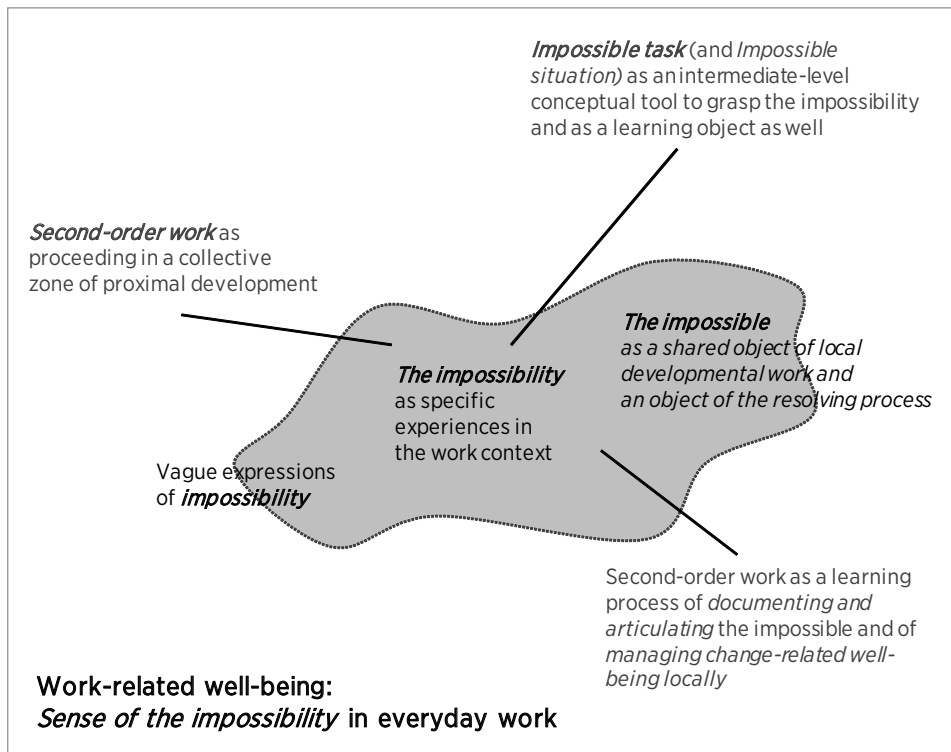 Impossible task (and Impossible
situation) as an intermediate-level
conceptual tool to grasp the impossibility
and as a learning object as well
Second-order work as
proceeding in a collective
zone of proximal development
The impossible
as a shared object of local
developmental work and
an object of the resolving process
The impossibility
as specific
experiences in
the work context
Vague expressions
of impossibility
Second-order work as a learning
process of documenting and
articulating the impossible and of
managing change-related well-
being locally
Work-related well-being:
Sense of the impossibility in everyday work